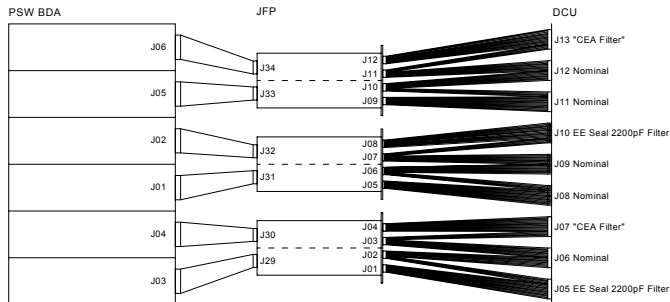 PSW BDA
JFP
DCU
J06
J05
J02
J01
J04
J03
J34
J33
J32
J31
J30
J29
J12
J11
J10
J09
J08
J07
J06
J05
J04
J03
J02
J01
J13 "CEA Filter"
J12 Nominal
J11 Nominal
J10 EE Seal 2200pF Filter
J09 Nominal
J08 Nominal
J07 "CEA Filter"
J06 Nominal
J05 EE Seal 2200pF Filter